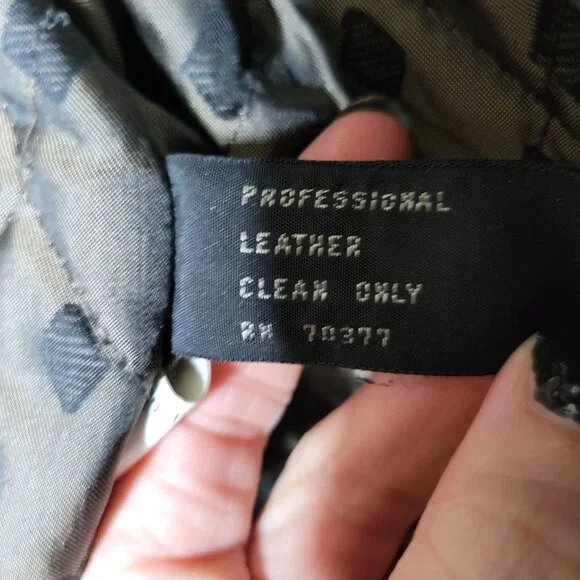 PROFESSIONAL
LEATHER
CLEAN ONLY
RN 70377